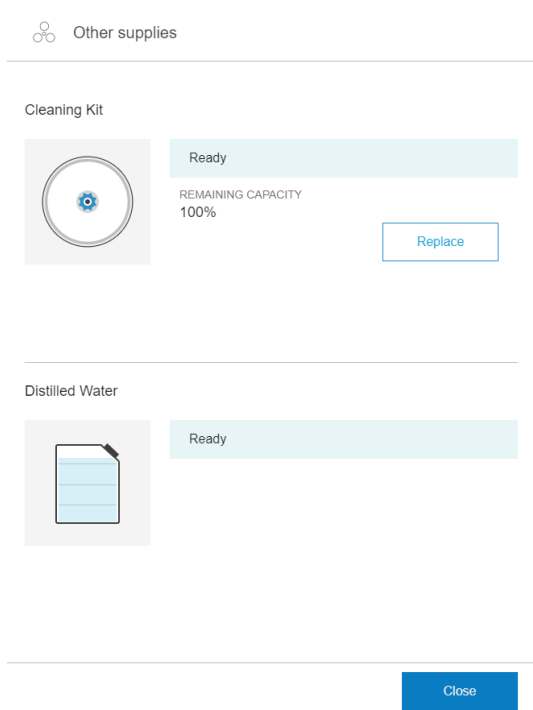 Other supplies
Cleaning Kit
Ready
REMAINING CAPACITY
100%
Replace
Distilled Water
Ready
Close